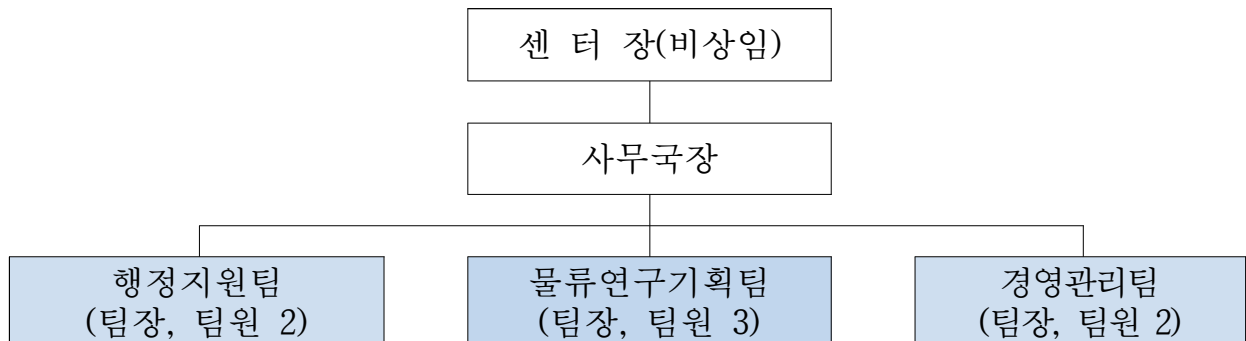 센 터 장(비상임)
사무국장
행정지원팀
(팀장, 팀원 2)
물류연구기획팀
(팀장, 팀원 3)
경영관리팀
(팀장, 팀원 2)